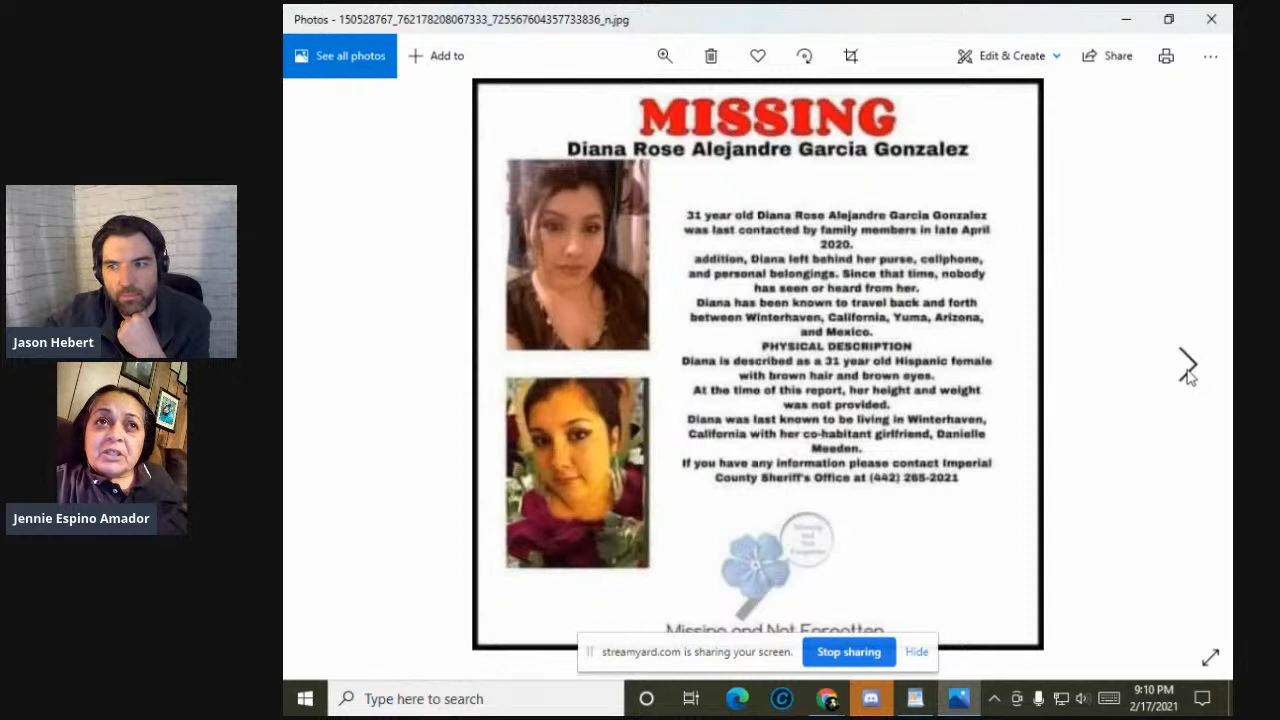 Photos - 150528767_762178208067333_725567604357733836_n.jpg
See all photos
Add to
Edit & Create
Share
MISSING
Diana Rose Alejandre Garcia Gonzalez
31 year old Diana Rose Alejandre Garcia Gonzalez
was last contacted by family members in late April
2020.
addition, Diana left behind her purse, cellphone,
and personal belongings. Since that time, nobody
has seen or heard from her.
Diana has been known to travel back and forth
between Winterhaven, California, Yuma, Arizona,
and Mexico.
PHYSICAL DESCRIPTION
Diana is described as a 31 year old Hispanic female
with brown hair and brown eyes.
At the time of this report, her height and weight
was not provided.
Diana was last known to be living in Winterhaven,
California with her co-habitant girlfriend, Danielle
Meeden.
If you have any information please contact Imperial
County Sheriff's Office at (442) 265-2021
Missing
and
Not
Forgotten
Missing and Not Forgotten
Jason Hebert
Jennie Espino Amador
streamyard.com is sharing your screen.
Stop sharing
Hide
Type here to search
9:10 PM
2/17/2021